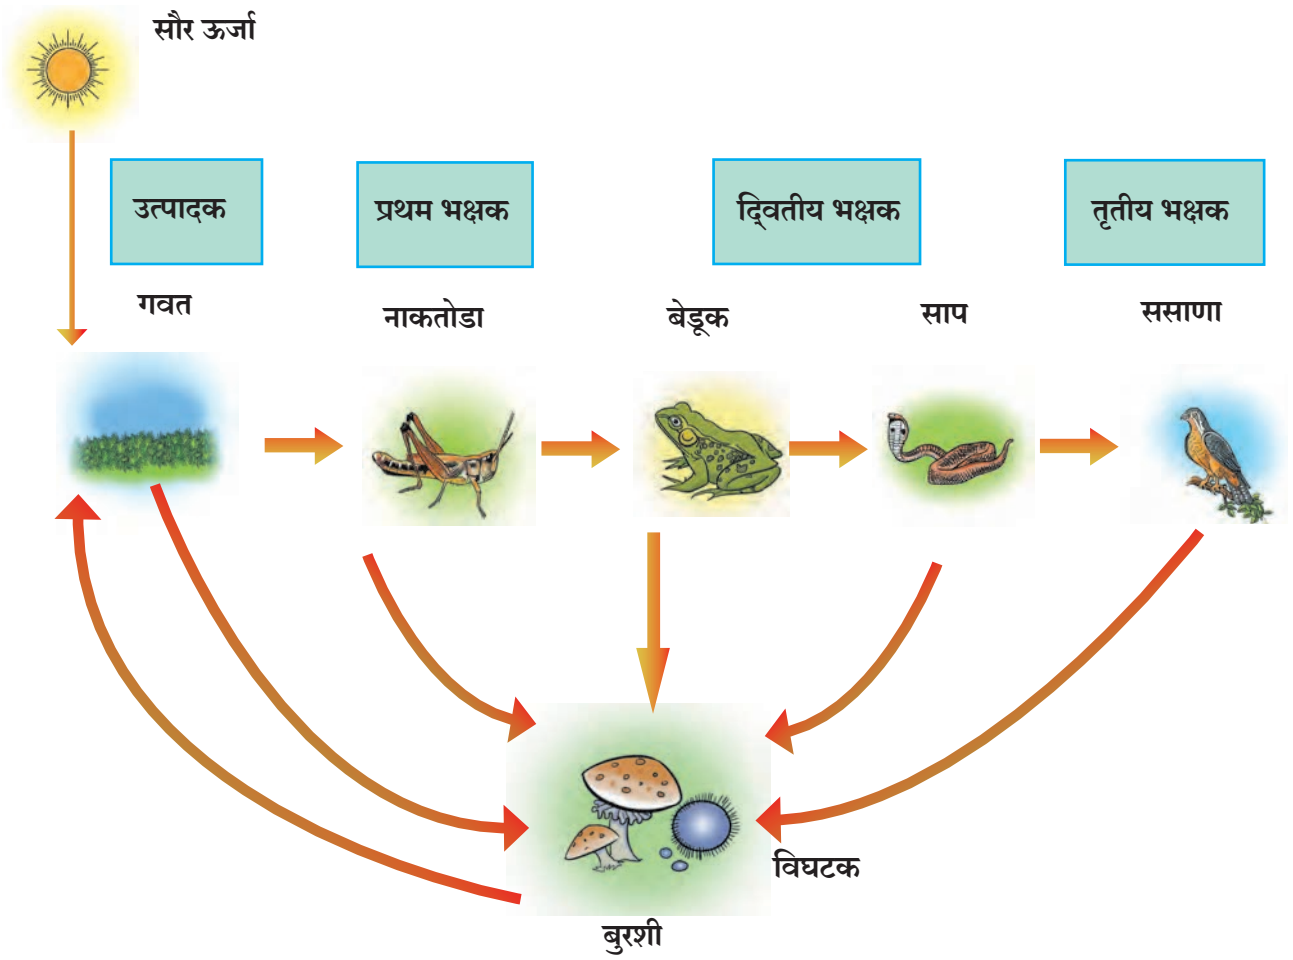 सौर ऊर्जा
उत्पादक
प्रथम भक्षक
द्‌वितीय भक्षक
तृतीय भक्षक
गवत
नाकतोडा
बेडूक
साप
ससाणा
विघटक
बुरशी